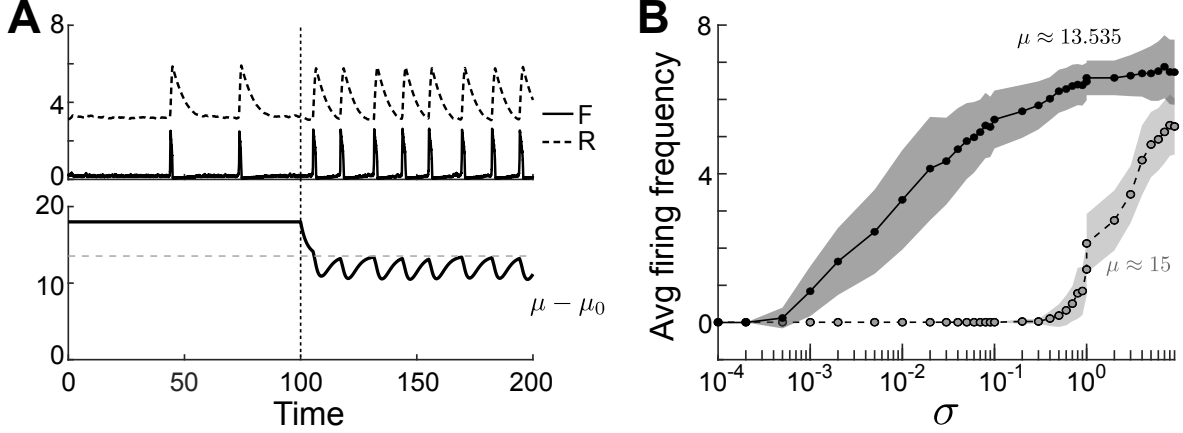 A
8
4
0
F
R
20
10
0
μ − μ₀
0
50
100
150
200
Time
B
8
4
0
Avg firing frequency
μ ≈ 13.535
μ ≈ 15
10⁻⁴
10⁻³
10⁻²
10⁻¹
10⁰
σ